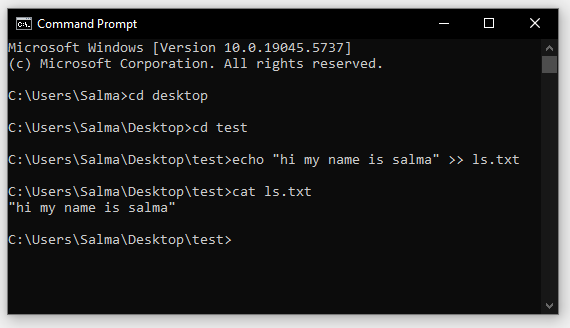 Command Prompt
Microsoft Windows [Version 10.0.19045.5737]
(c) Microsoft Corporation. All rights reserved.
C:\Users\Salma>cd desktop
C:\Users\Salma\Desktop>cd test
C:\Users\Salma\Desktop\test>echo "hi my name is salma" >> ls.txt
C:\Users\Salma\Desktop\test>cat ls.txt
"hi my name is salma"
C:\Users\Salma\Desktop\test>